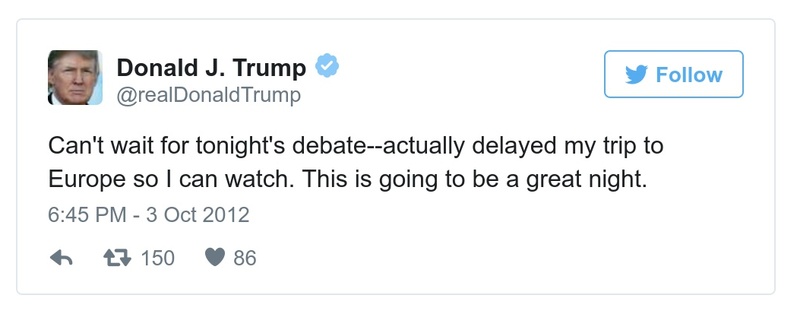 Donald J. Trump
Follow
@realDonaldTrump
Can't wait for tonight's debate--actually delayed my trip to
Europe so I can watch. This is going to be a great night.
6:45 PM - 3 Oct 2012
150 86